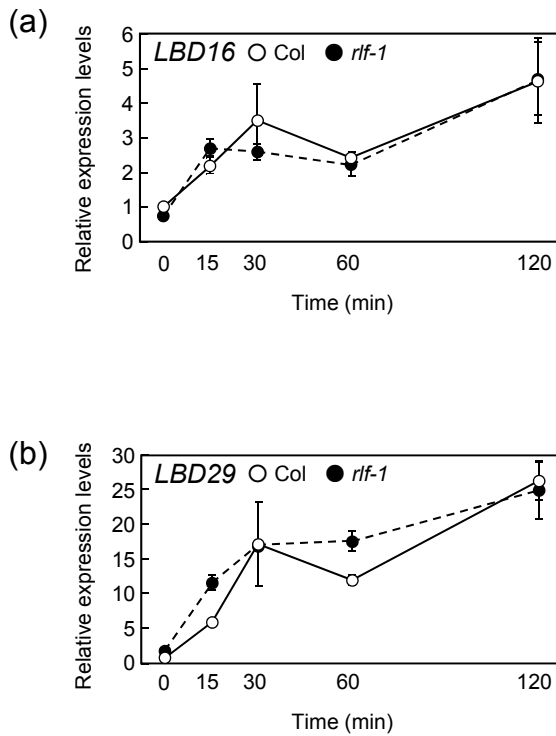 (a)
LBD16 Col rlf-1
Relative expression levels
6
5
4
3
2
1
0
0 15 30 60 120
Time (min)
(b)
LBD29 Col rlf-1
Relative expression levels
30
25
20
15
10
5
0
0 15 30 60 120
Time (min)